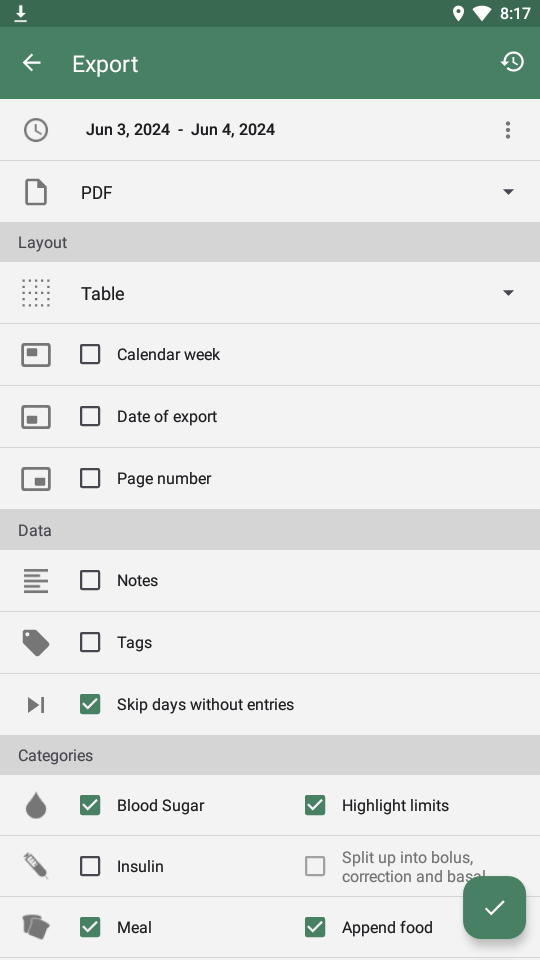 8:17
Export
Jun 3, 2024 - Jun 4, 2024
PDF
Layout
Table
Calendar week
Date of export
Page number
Data
Notes
Tags
Skip days without entries
Categories
Blood Sugar
Highlight limits
Insulin
Split up into bolus,
correction and basal
Meal
Append food